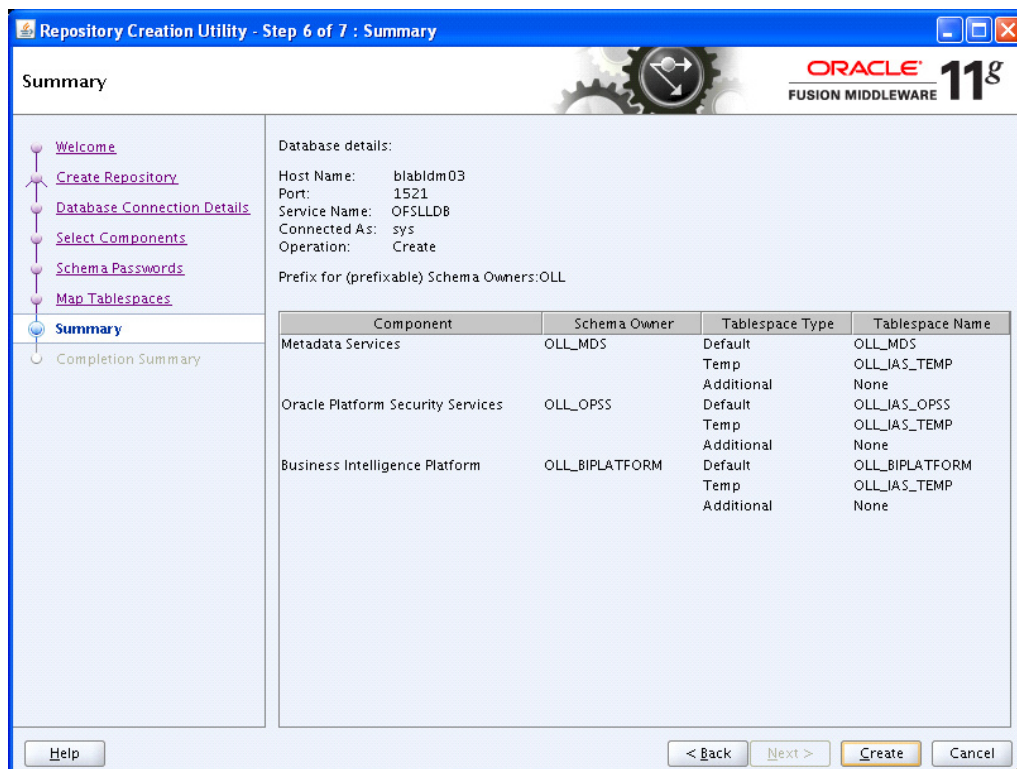 Repository Creation Utility - Step 6 of 7 : Summary
Summary
ORACLE
FUSION MIDDLEWARE 11g
Welcome
Create Repository
Database Connection Details
Select Components
Schema Passwords
Map Tablespaces
Summary
Completion Summary
Database details:
Host Name: blabldm03
Port: 1521
Service Name: OFSLLDB
Connected As: sys
Operation: Create
Prefix for (prefixable) Schema Owners:OLL
Component Schema Owner Tablespace Type Tablespace Name
Metadata Services OLL_MDS Default OLL_MDS
Temp OLL_IAS_TEMP
Additional None
Oracle Platform Security Services OLL_OPSS Default OLL_IAS_OPSS
Temp OLL_IAS_TEMP
Additional None
Business Intelligence Platform OLL_BIPLATFORM Default OLL_BIPLATFORM
Temp OLL_IAS_TEMP
Additional None
Help < Back Next > Create Cancel